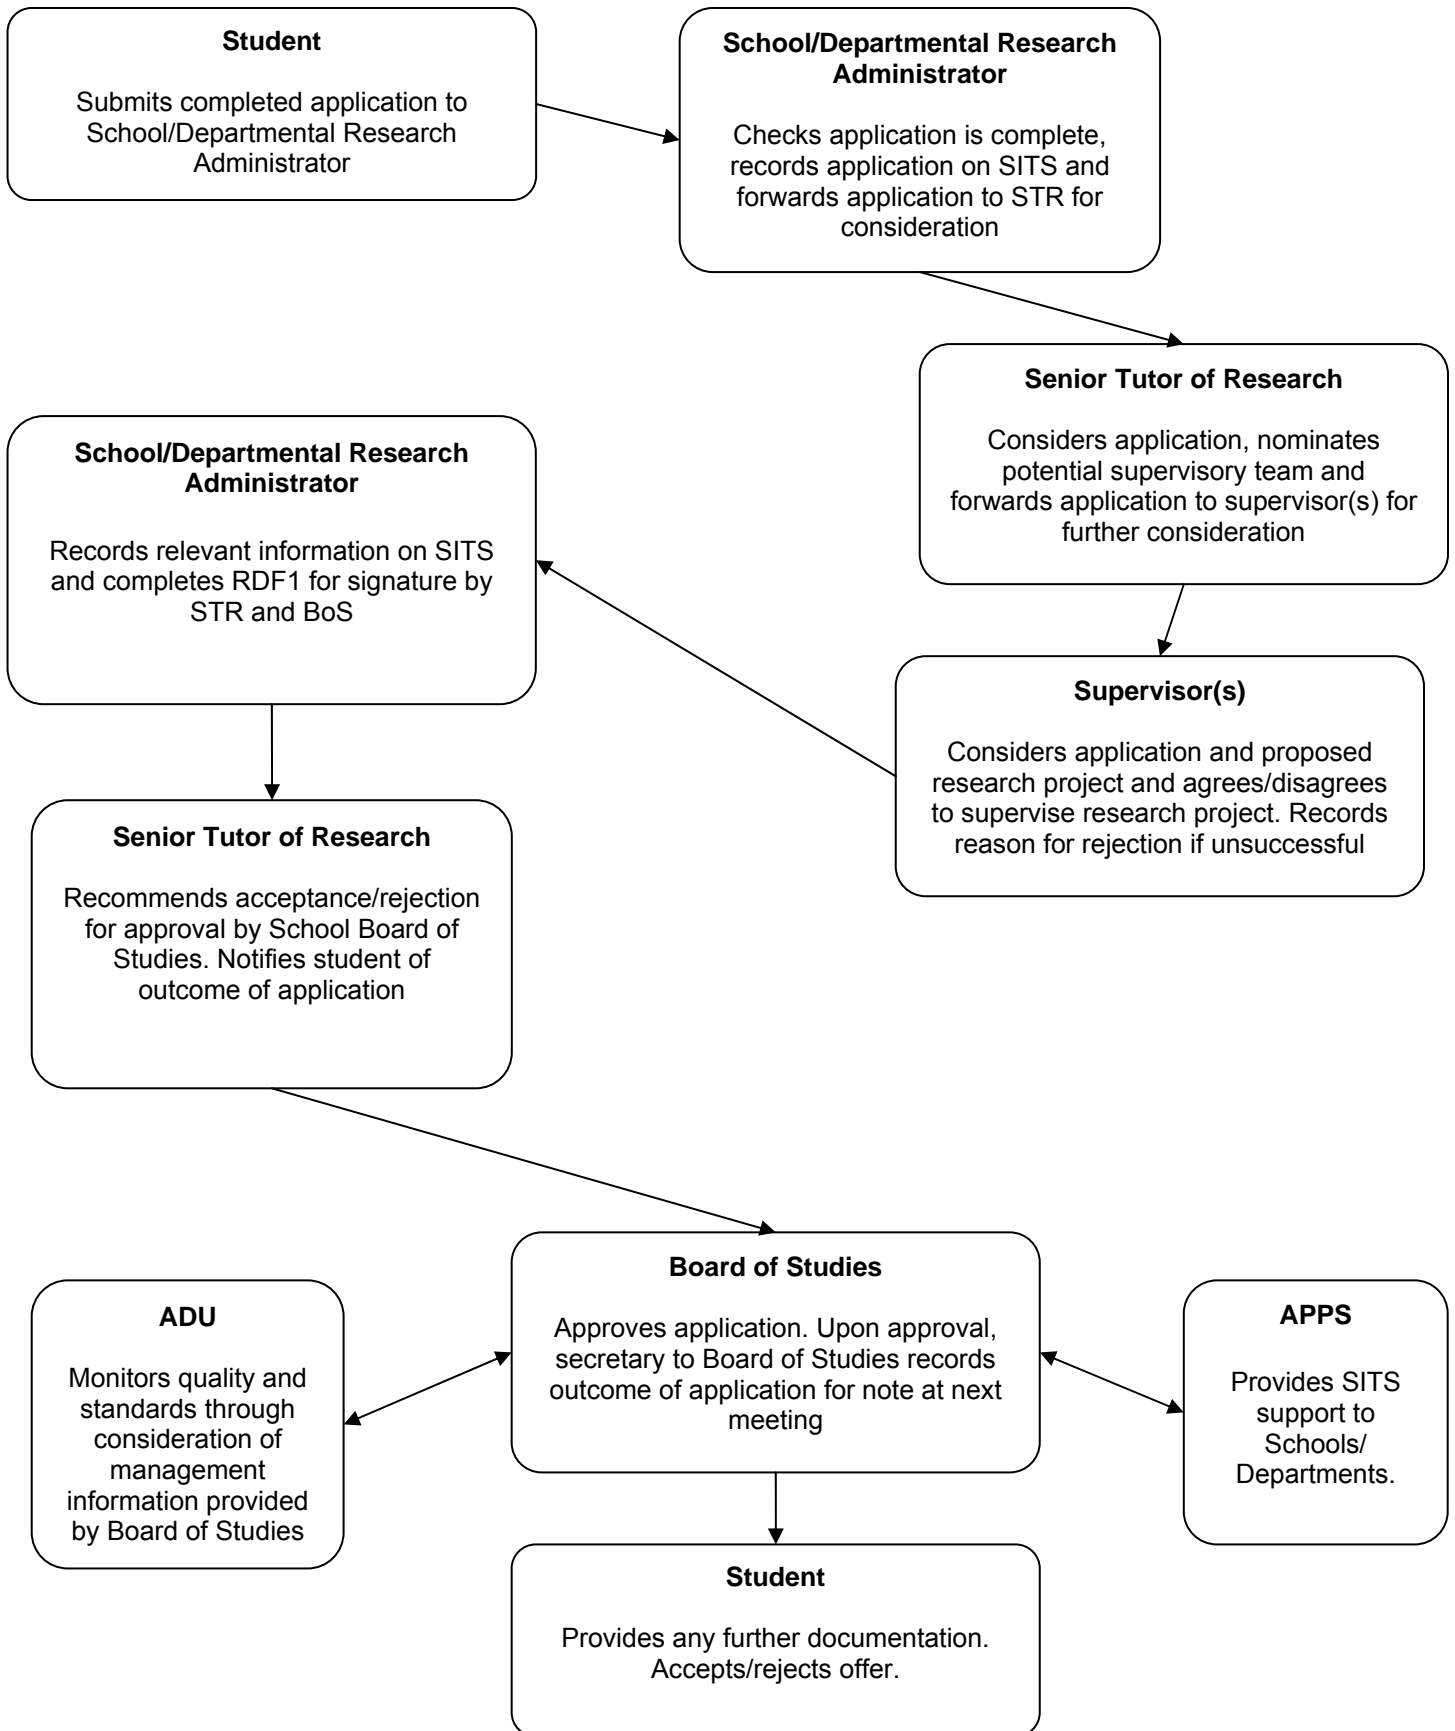 Student
Submits completed application to
School/Departmental Research
Administrator
School/Departmental Research
Administrator
Checks application is complete,
records application on SITS and
forwards application to STR for
consideration
Senior Tutor of Research
Considers application, nominates
potential supervisory team and
forwards application to supervisor(s) for
further consideration
Supervisor(s)
Considers application and proposed
research project and agrees/disagrees
to supervise research project. Records
reason for rejection if unsuccessful
School/Departmental Research
Administrator
Records relevant information on SITS
and completes RDF1 for signature by
STR and BoS
Senior Tutor of Research
Recommends acceptance/rejection
for approval by School Board of
Studies. Notifies student of
outcome of application
Board of Studies
Approves application. Upon approval,
secretary to Board of Studies records
outcome of application for note at next
meeting
ADU
Monitors quality and
standards through
consideration of
management
information provided
by Board of Studies
APPS
Provides SITS
support to
Schools/
Departments.
Student
Provides any further documentation.
Accepts/rejects offer.